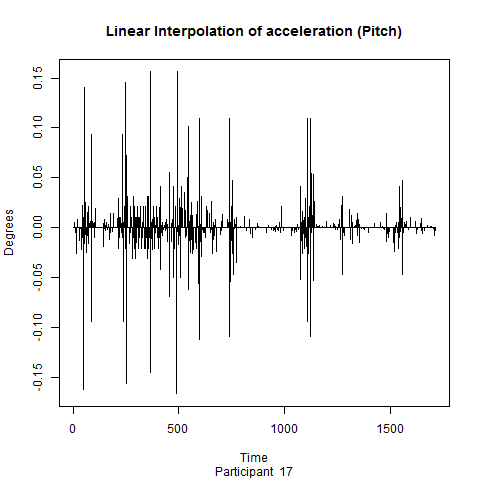 Linear Interpolation of acceleration (Pitch)
Degrees
0.15
0.10
0.05
0.00
-0.05
-0.10
-0.15
0
500
1000
1500
Time
Participant 17